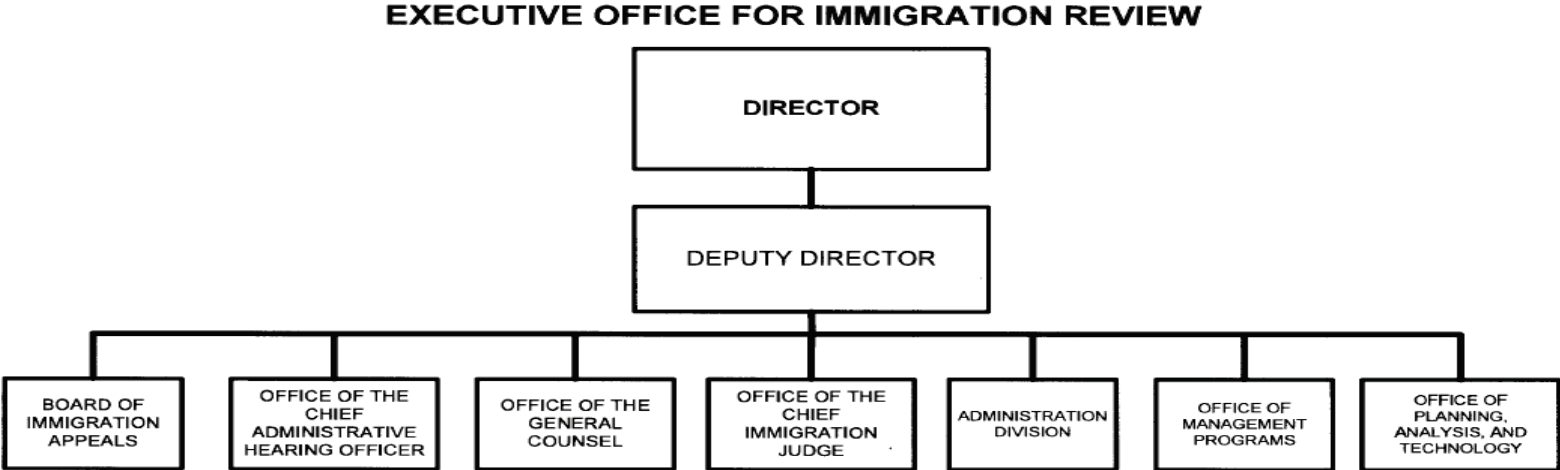 EXECUTIVE OFFICE FOR IMMIGRATION REVIEW
DIRECTOR
DEPUTY DIRECTOR
BOARD OF
IMMIGRATION
APPEALS
OFFICE OF THE
CHIEF
ADMINISTRATIVE
HEARING OFFICER
OFFICE OF THE
GENERAL
COUNSEL
OFFICE OF THE
CHIEF
IMMIGRATION
JUDGE
ADMINISTRATION
DIVISION
OFFICE OF
MANAGEMENT
PROGRAMS
OFFICE OF
PLANNING,
ANALYSIS, AND
TECHNOLOGY